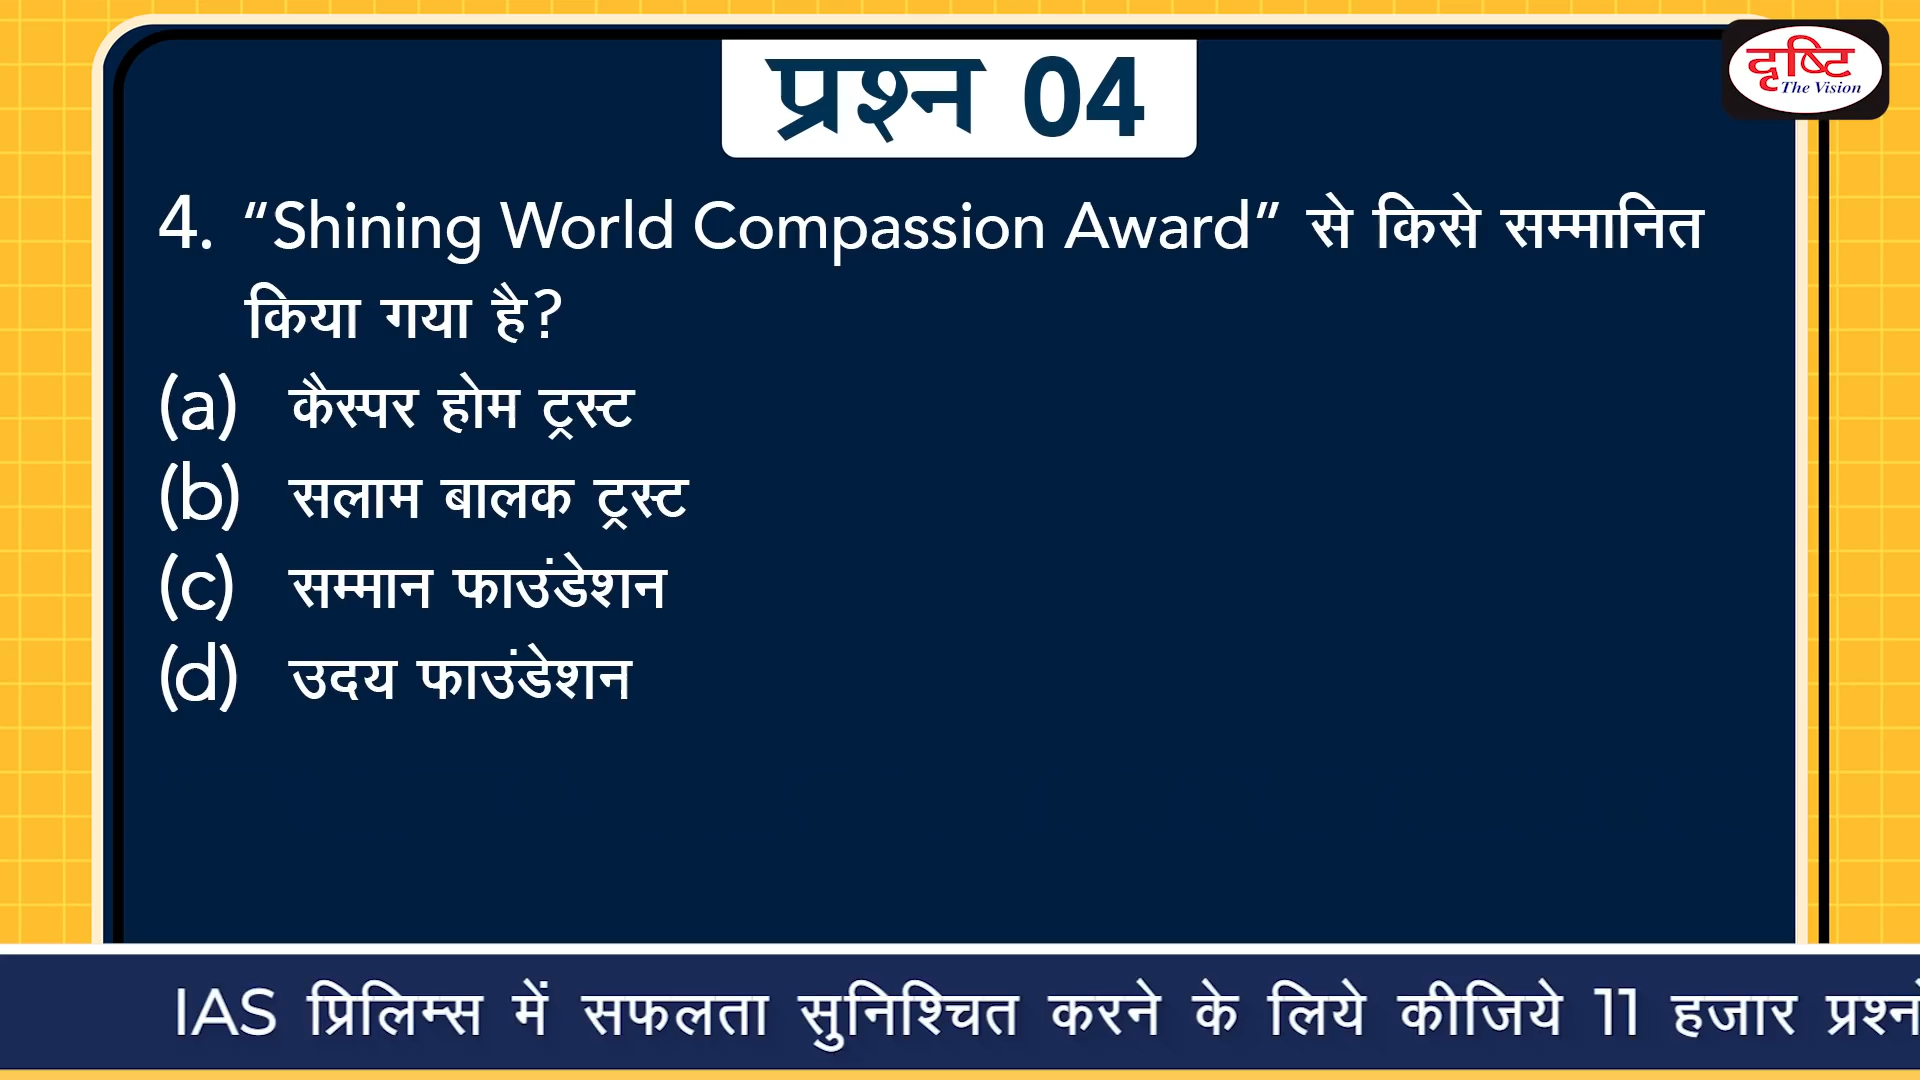 प्रश्न 04
दृष्टि
The Vision
4. “Shining World Compassion Award” से किसे सम्मानित
किया गया है?
(a) कैस्पर होम ट्रस्ट
(b) सलाम बालक ट्रस्ट
(c) सम्मान फाउंडेशन
(d) उदय फाउंडेशन
IAS प्रिलिम्स में सफलता सुनिश्चित करने के लिये कीजिये 11 हजार